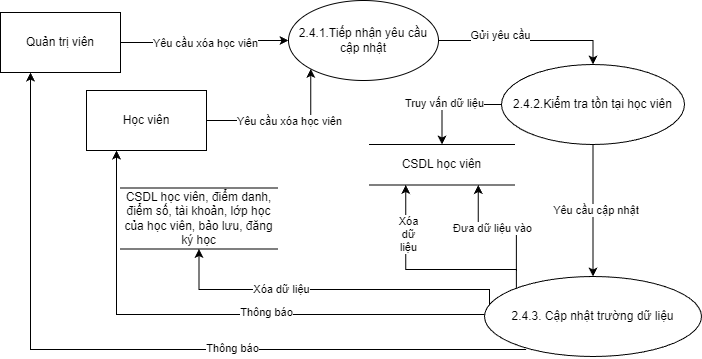 Quản trị viên
Yêu cầu xóa học viên
2.4.1.Tiếp nhận yêu cầu
cập nhật
Gửi yêu cầu
Học viên
Yêu cầu xóa học viên
Truy vấn dữ liệu
2.4.2.Kiểm tra tồn tại học viên
CSDL học viên
CSDL học viên, điểm danh,
điểm số, tài khoản, lớp học
của học viên, bảo lưu, đăng
ký học
Xóa
dữ
liệu
Đưa dữ liệu vào
Yêu cầu cập nhật
Xóa dữ liệu
Thông báo
2.4.3. Cập nhật trường dữ liệu
Thông báo